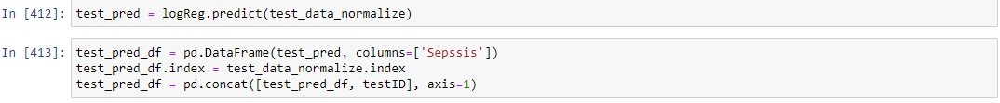 In [412]: test_pred = logReg.predict(test_data_normalize)
In [413]: test_pred_df = pd.DataFrame(test_pred, columns=['Sepssis'])
test_pred_df.index = test_data_normalize.index
test_pred_df = pd.concat([test_pred_df, testID], axis=1)